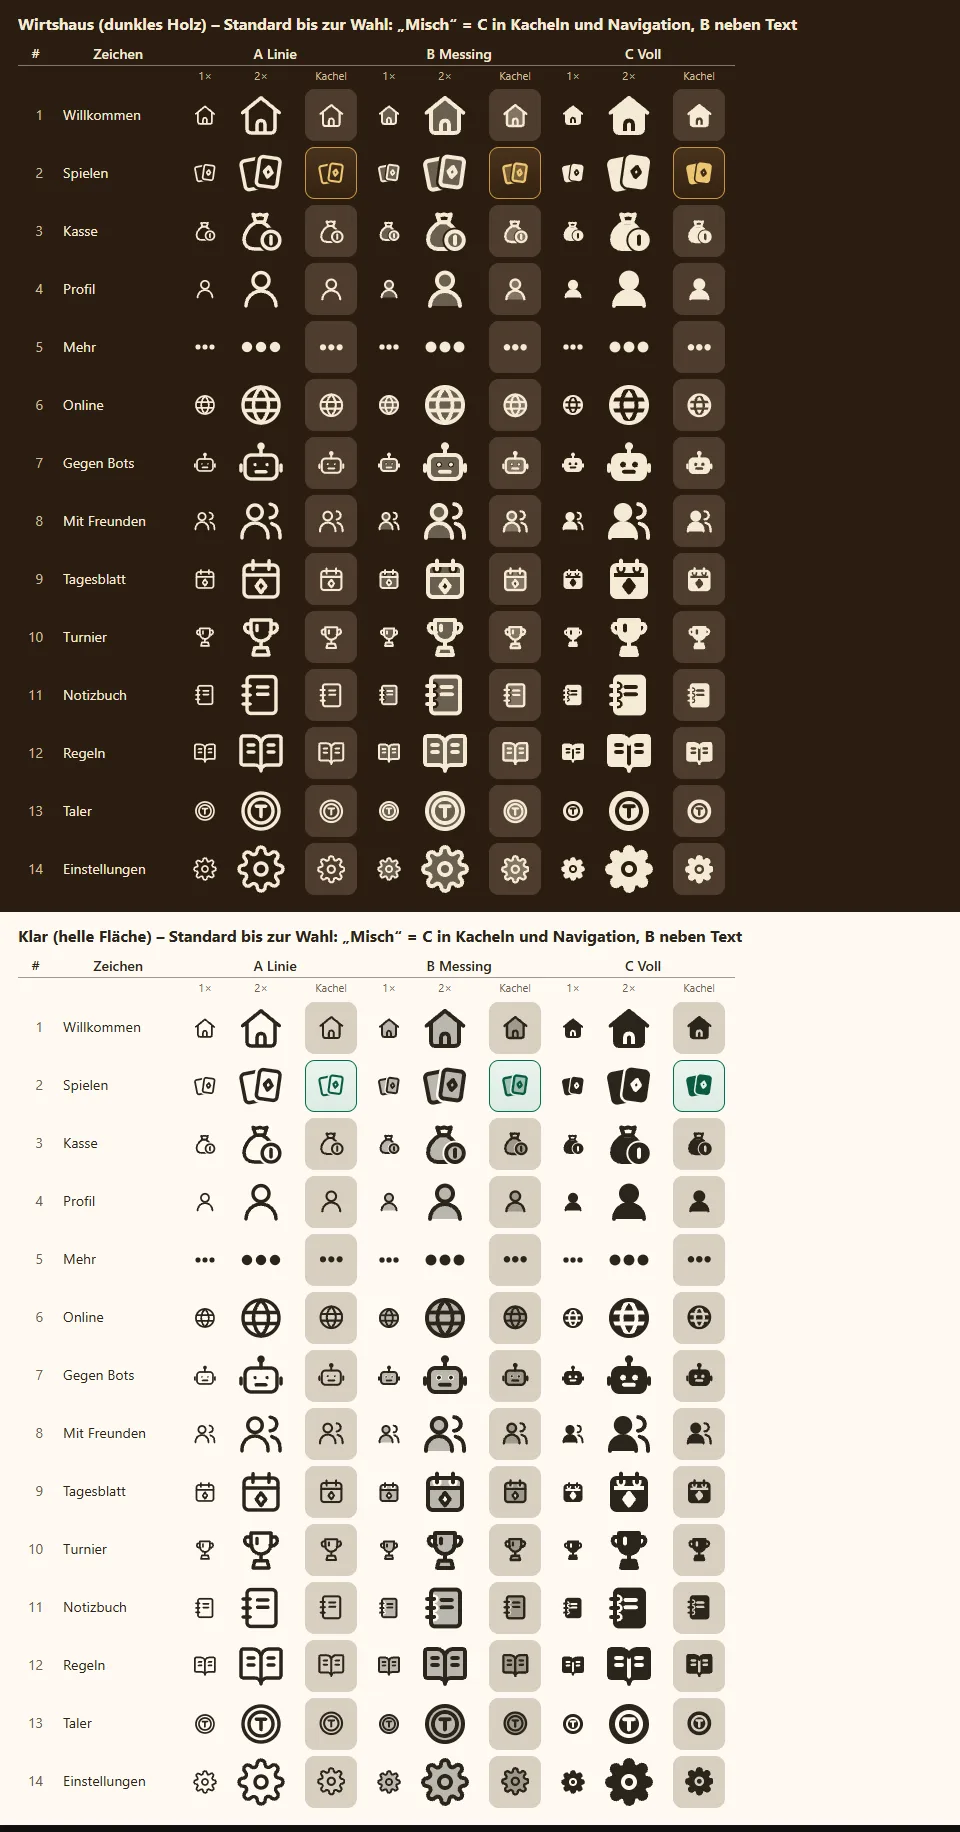 Wirtshaus (dunkles Holz) – Standard bis zur Wahl: „Misch“ = C in Kacheln und Navigation, B neben Text
# Zeichen A Linie B Messing C Voll
1× 2× Kachel 1× 2× Kachel 1× 2× Kachel
1 Willkommen
2 Spielen
3 Kasse
4 Profil
5 Mehr
6 Online
7 Gegen Bots
8 Mit Freunden
9 Tagesblatt
10 Turnier
11 Notizbuch
12 Regeln
13 Taler
14 Einstellungen
Klar (helle Fläche) – Standard bis zur Wahl: „Misch“ = C in Kacheln und Navigation, B neben Text
# Zeichen A Linie B Messing C Voll
1× 2× Kachel 1× 2× Kachel 1× 2× Kachel
1 Willkommen
2 Spielen
3 Kasse
4 Profil
5 Mehr
6 Online
7 Gegen Bots
8 Mit Freunden
9 Tagesblatt
10 Turnier
11 Notizbuch
12 Regeln
13 Taler
14 Einstellungen